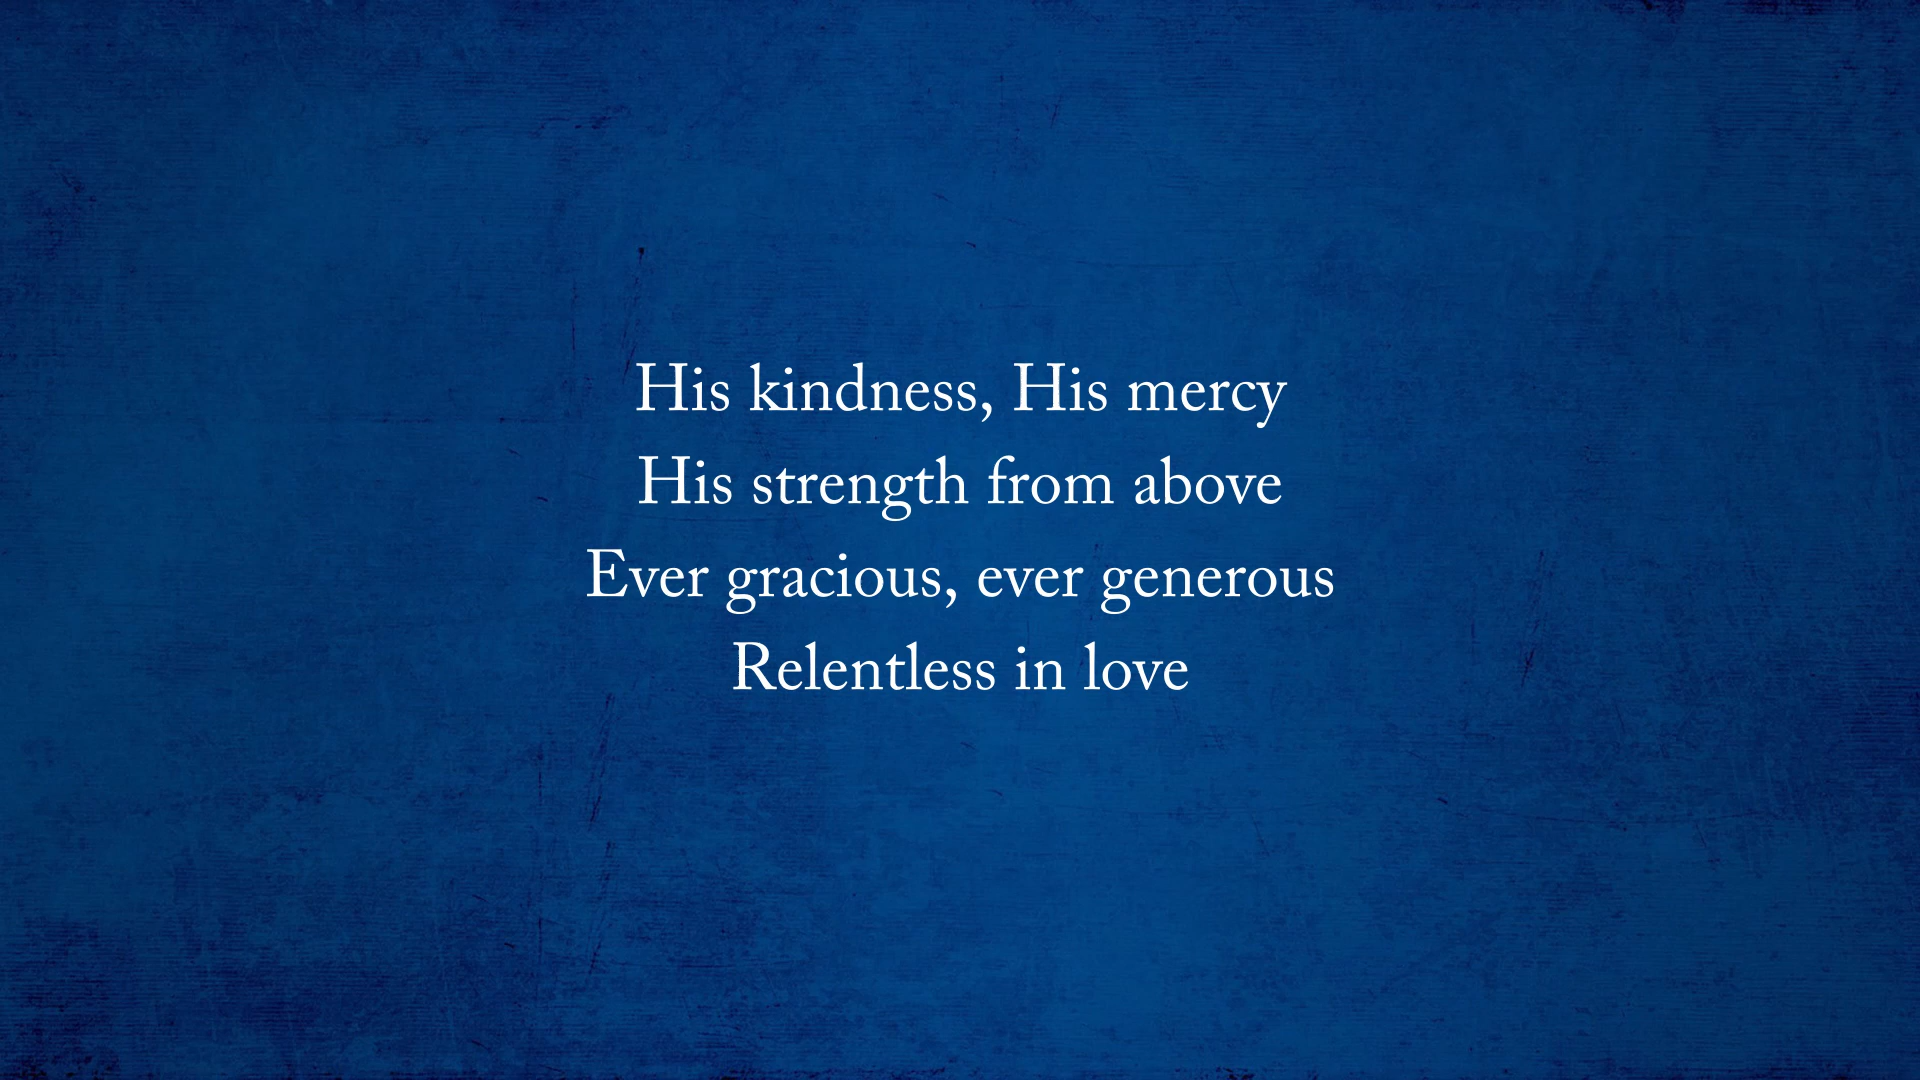 His kindness, His mercy
His strength from above
Ever gracious, ever generous
Relentless in love